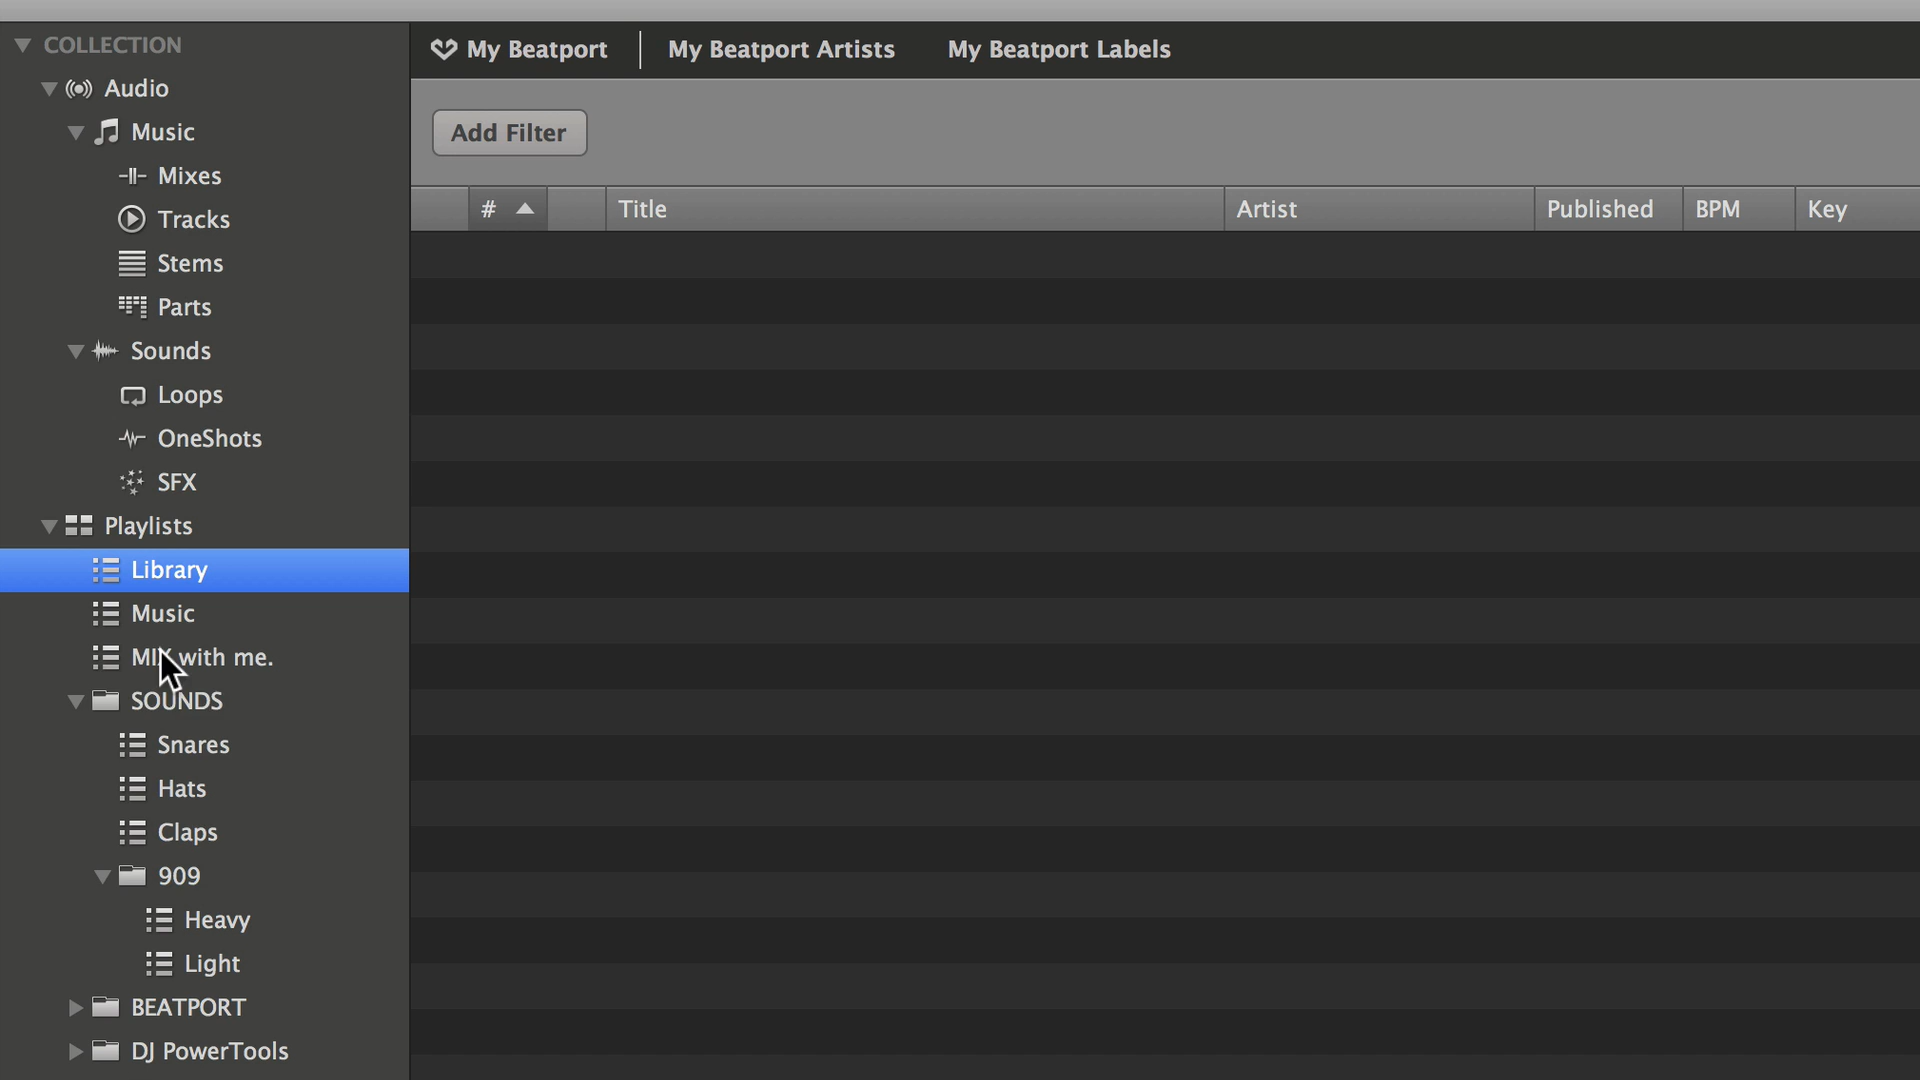 COLLECTION
Audio
Music
Mixes
Tracks
Stems
Parts
Sounds
Loops
OneShots
SFX
Playlists
Library
Music
MIX with me.
SOUNDS
Snares
Hats
Claps
909
Heavy
Light
BEATPORT
DJ PowerTools
My Beatport My Beatport Artists My Beatport Labels
Add Filter
# Title Artist Published BPM Key